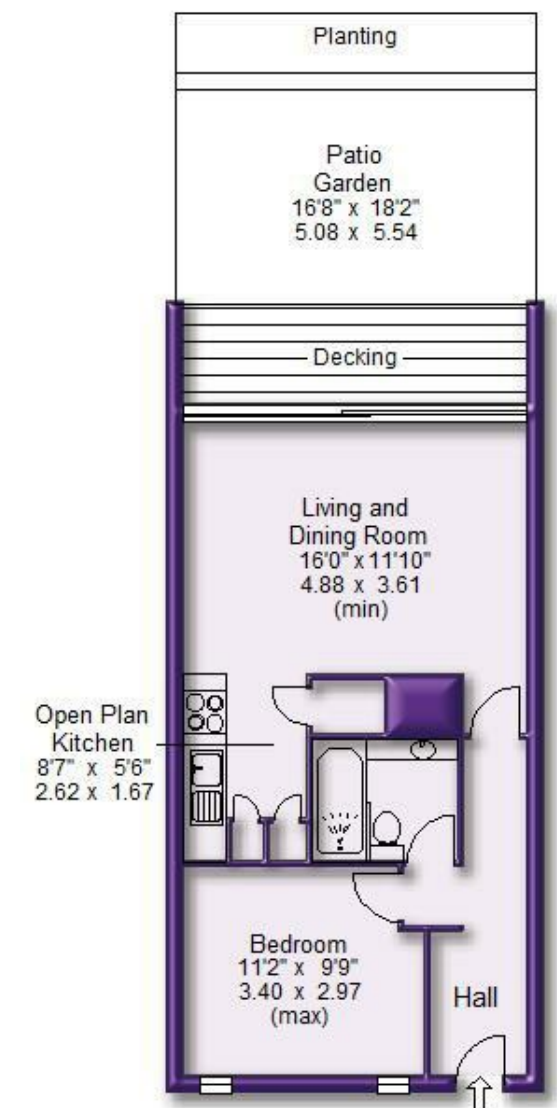 Planting
Patio
Garden
16'8" x 18'2"
5.08 x 5.54
Decking
Living and
Dining Room
16'0" x 11'10"
4.88 x 3.61
(min)
Open Plan
Kitchen
8'7" x 5'6"
2.62 x 1.67
Bedroom
11'2" x 9'9"
3.40 x 2.97
(max)
Hall